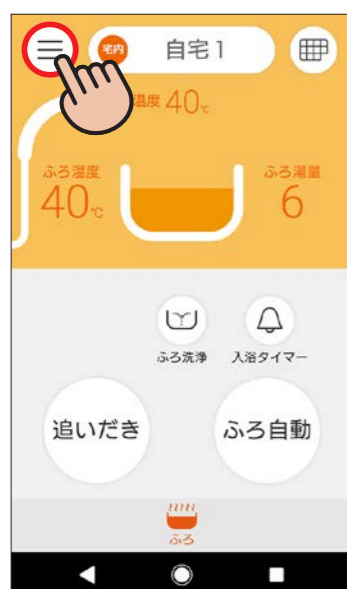 宅内 自宅1
温度 40℃
ふろ温度 ふろ湯量
40℃ 6
ふろ洗浄 入浴タイマー
追いだき ふろ自動
ふろ